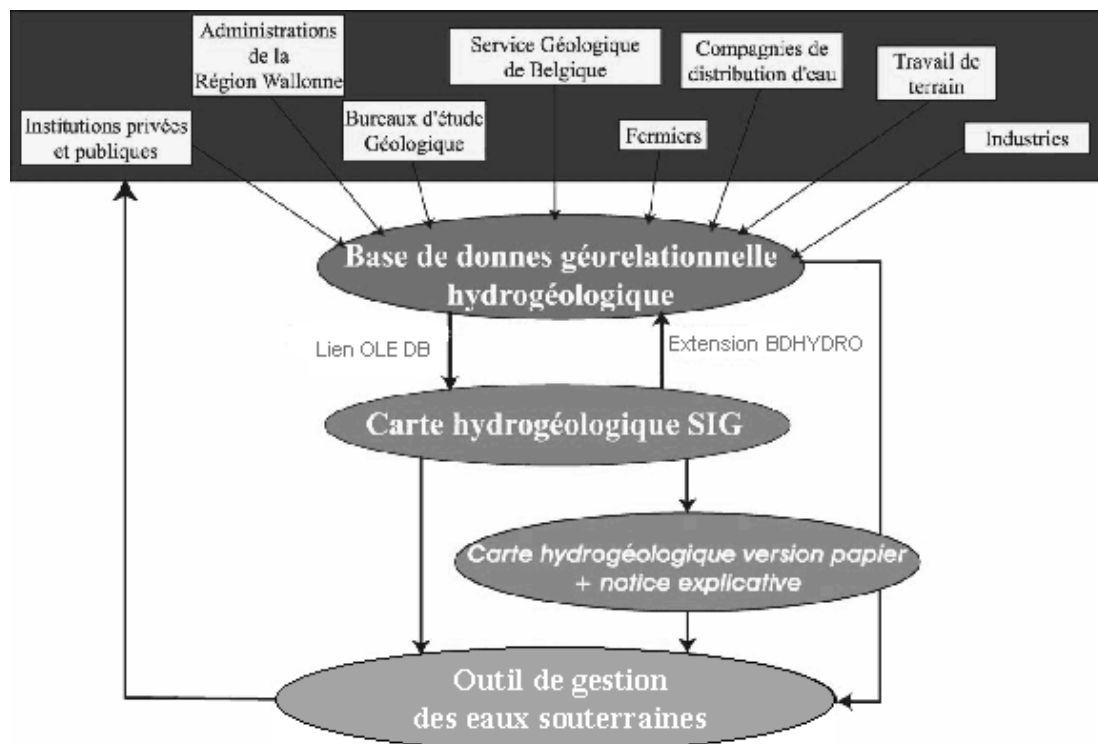 Administrations
de la
Région Wallonne
Service Géologique
de Belgique
Compagnies de
distribution d'eau
Travail de
terrain
Institutions privées
et publiques
Bureaux d'étude
Géologique
Fermiers
Industries
Base de donnes géorelationnelle
hydrogéologique
Lien OLE DB
Extension BDHYDRO
Carte hydrogéologique SIG
Carte hydrogéologique version papier
+ notice explicative
Outil de gestion
des eaux souterraines